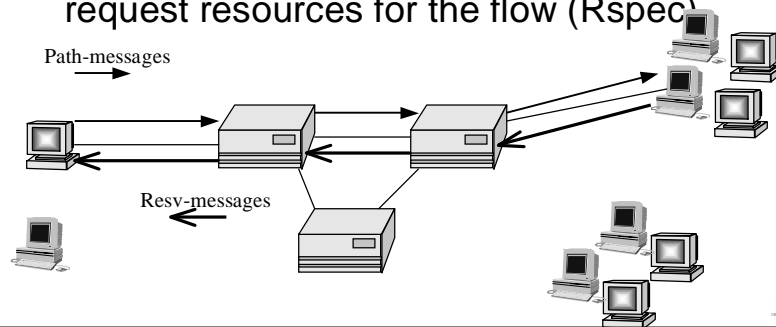 request resources for the flow (Rspec)
Path-messages
Resv-messages